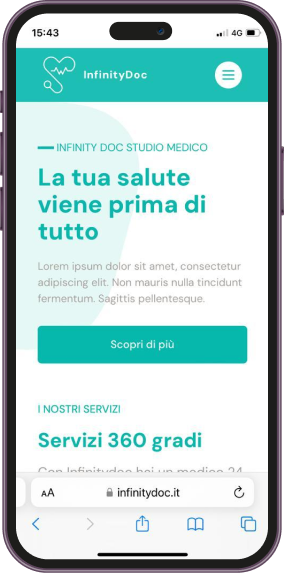 15:43
4G
InfinityDoc
INFINITY DOC STUDIO MEDICO
La tua salute
viene prima di
tutto
Lorem ipsum dolor sit amet, consectetur
adipiscing elit. Non mauris nulla tincidunt
fermentum. Sagittis pellentesque.
Scopri di più
I NOSTRI SERVIZI
Servizi 360 gradi
Con Infinitydoc hai un medico 24
AA
infinitydoc.it